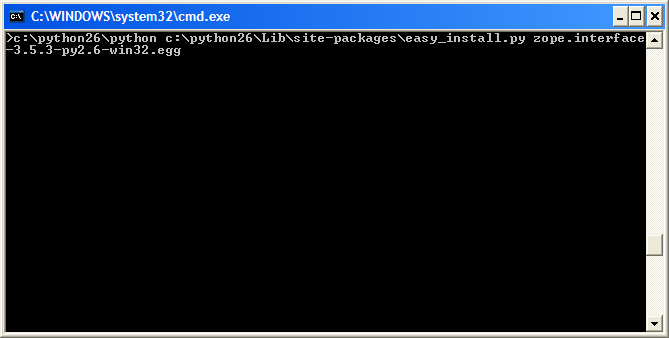 C:\WINDOWS\system32\cmd.exe
>c:\python26\python c:\python26\Lib\site-packages\easy_install.py zope.interface
-3.5.3-py2.6-win32.egg